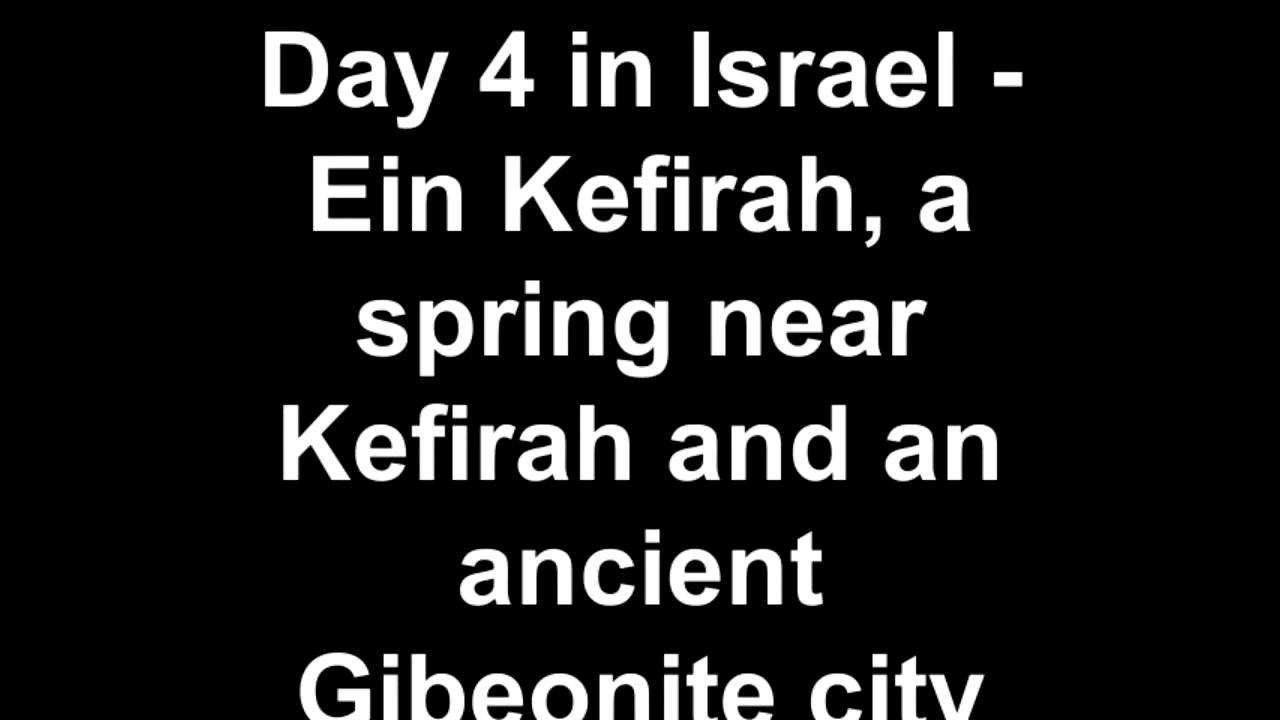 Day 4 in Israel -
Ein Kefirah, a
spring near
Kefirah and an
ancient
Gibeonite city